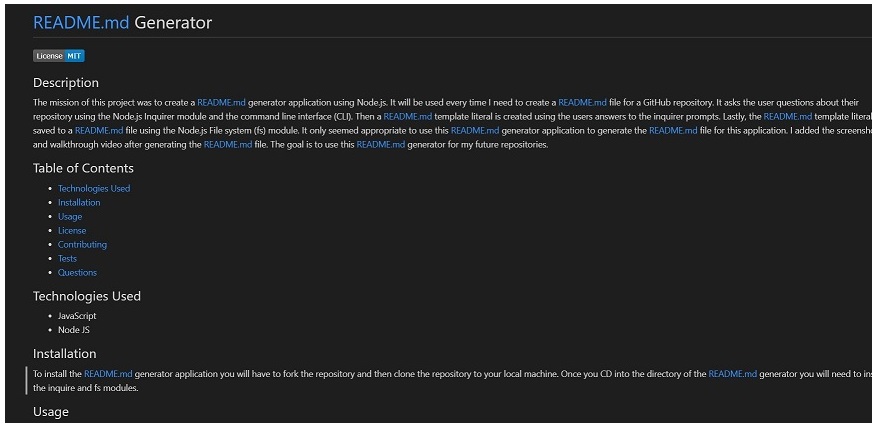 README.md Generator
License MIT
Description
The mission of this project was to create a README.md generator application using Node.js. It will be used every time I need to create a README.md file for a GitHub repository. It asks the user questions about their
repository using the Node.js Inquirer module and the command line interface (CLI). Then a README.md template literal is created using the users answers to the inquirer prompts. Lastly, the README.md template literal
saved to a README.md file using the Node.js File system (fs) module. It only seemed appropriate to use this README.md generator application to generate the README.md file for this application. I added the
and walkthrough video after generating the README.md file. The goal is to use this README.md generator for my future repositories.
Table of Contents
• Technologies Used
• Installation
• Usage
• License
• Contributing
• Tests
• Questions
Technologies Used
• JavaScript
• Node JS
Installation
To install the README.md generator application you will have to fork the repository and then clone the repository to your local machine. Once you CD into the directory of the README.md generator you will need to
the inquire and fs modules.
Usage